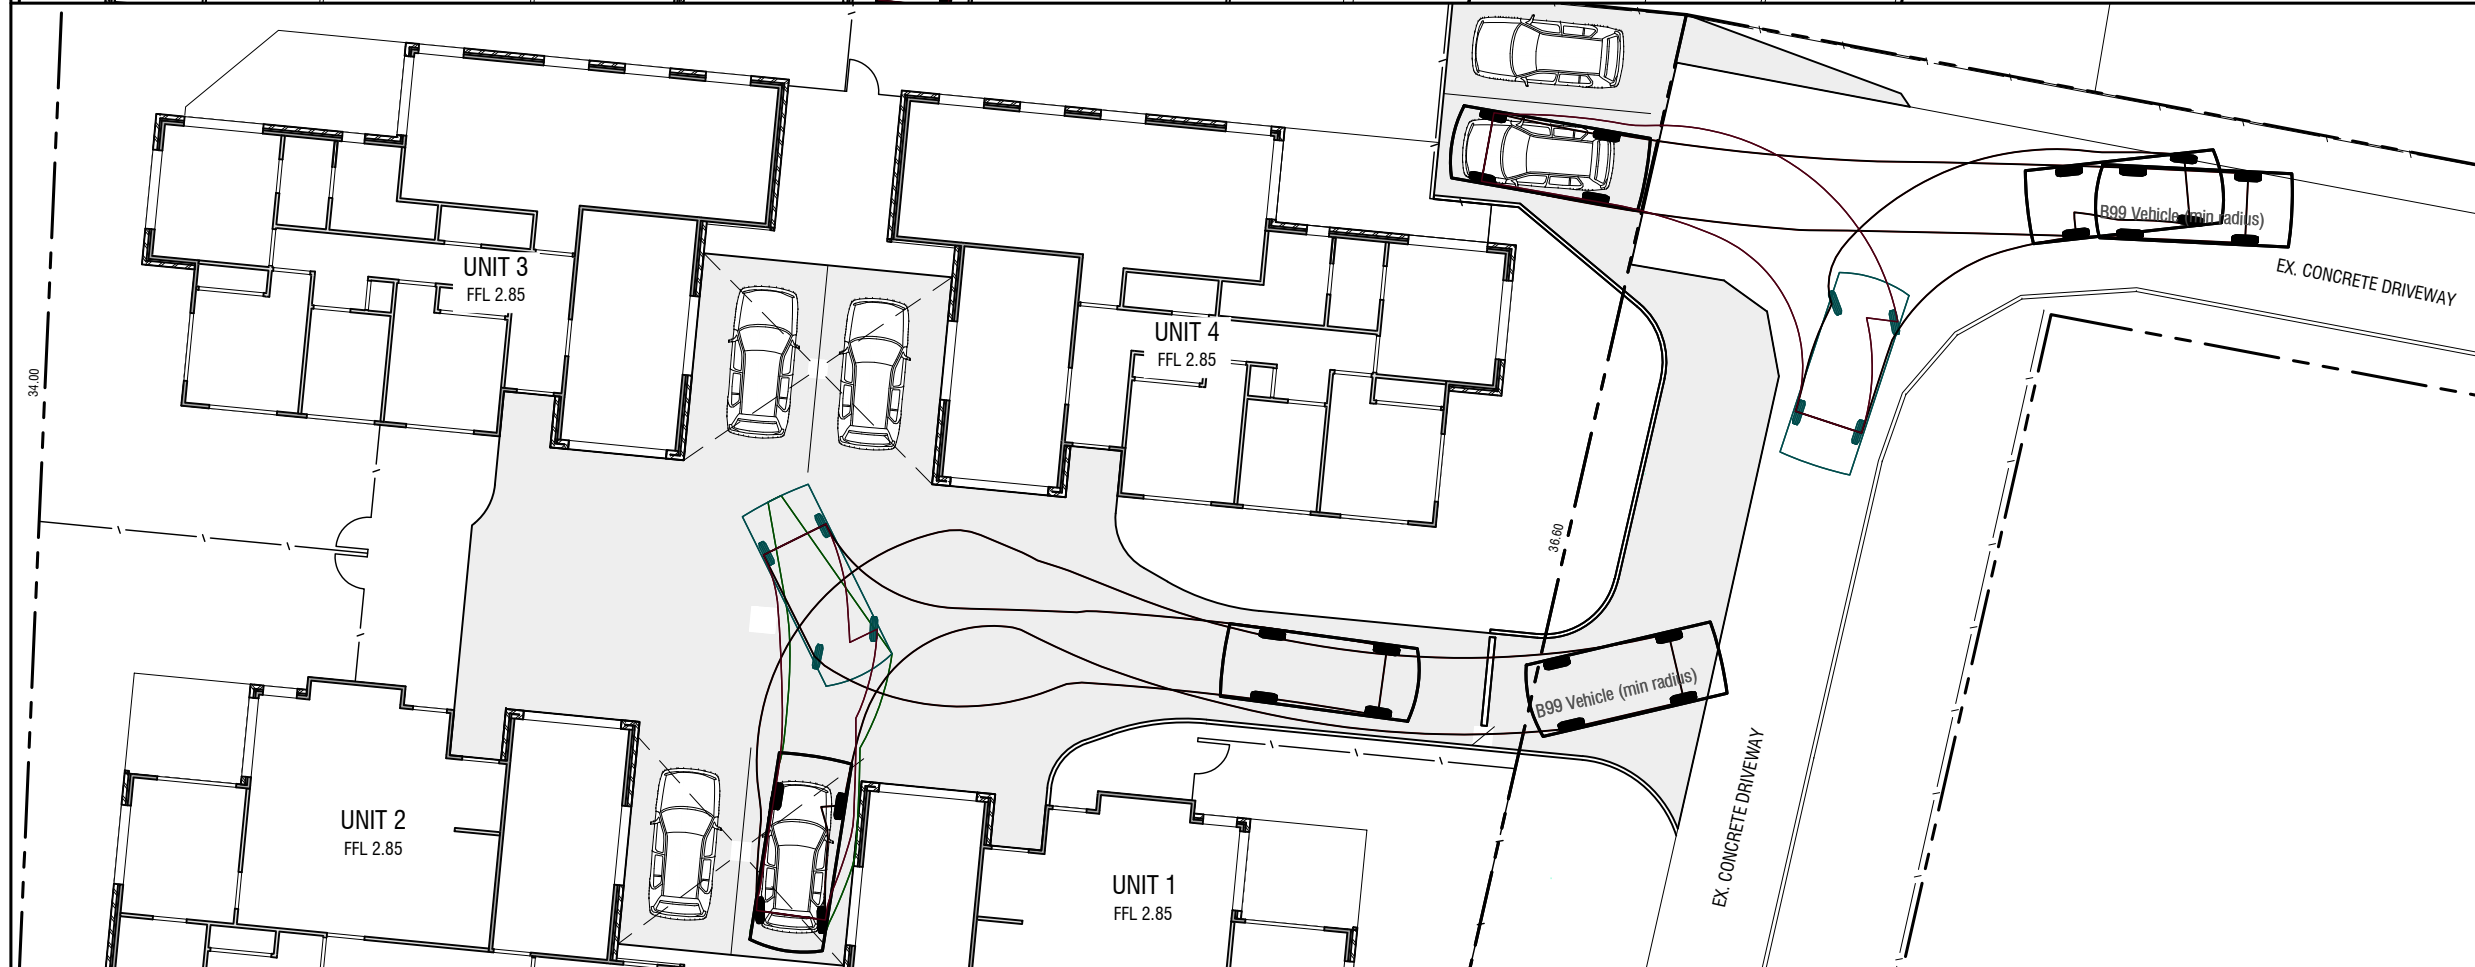 B99 Vehicle (min radius)
EX. CONCRETE DRIVEWAY
UNIT 3
FFL 2.85
UNIT 4
FFL 2.85
34.00
36.60
B99 Vehicle (min radius)
EX. CONCRETE DRIVEWAY
UNIT 2
FFL 2.85
UNIT 1
FFL 2.85